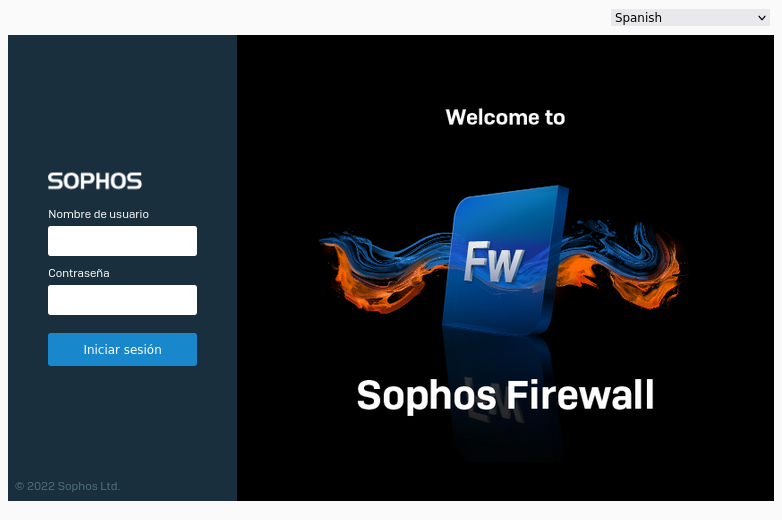 Spanish
SOPHOS
Nombre de usuario
Contraseña
Iniciar sesión
© 2022 Sophos Ltd.
Welcome to
Fw
Sophos Firewall